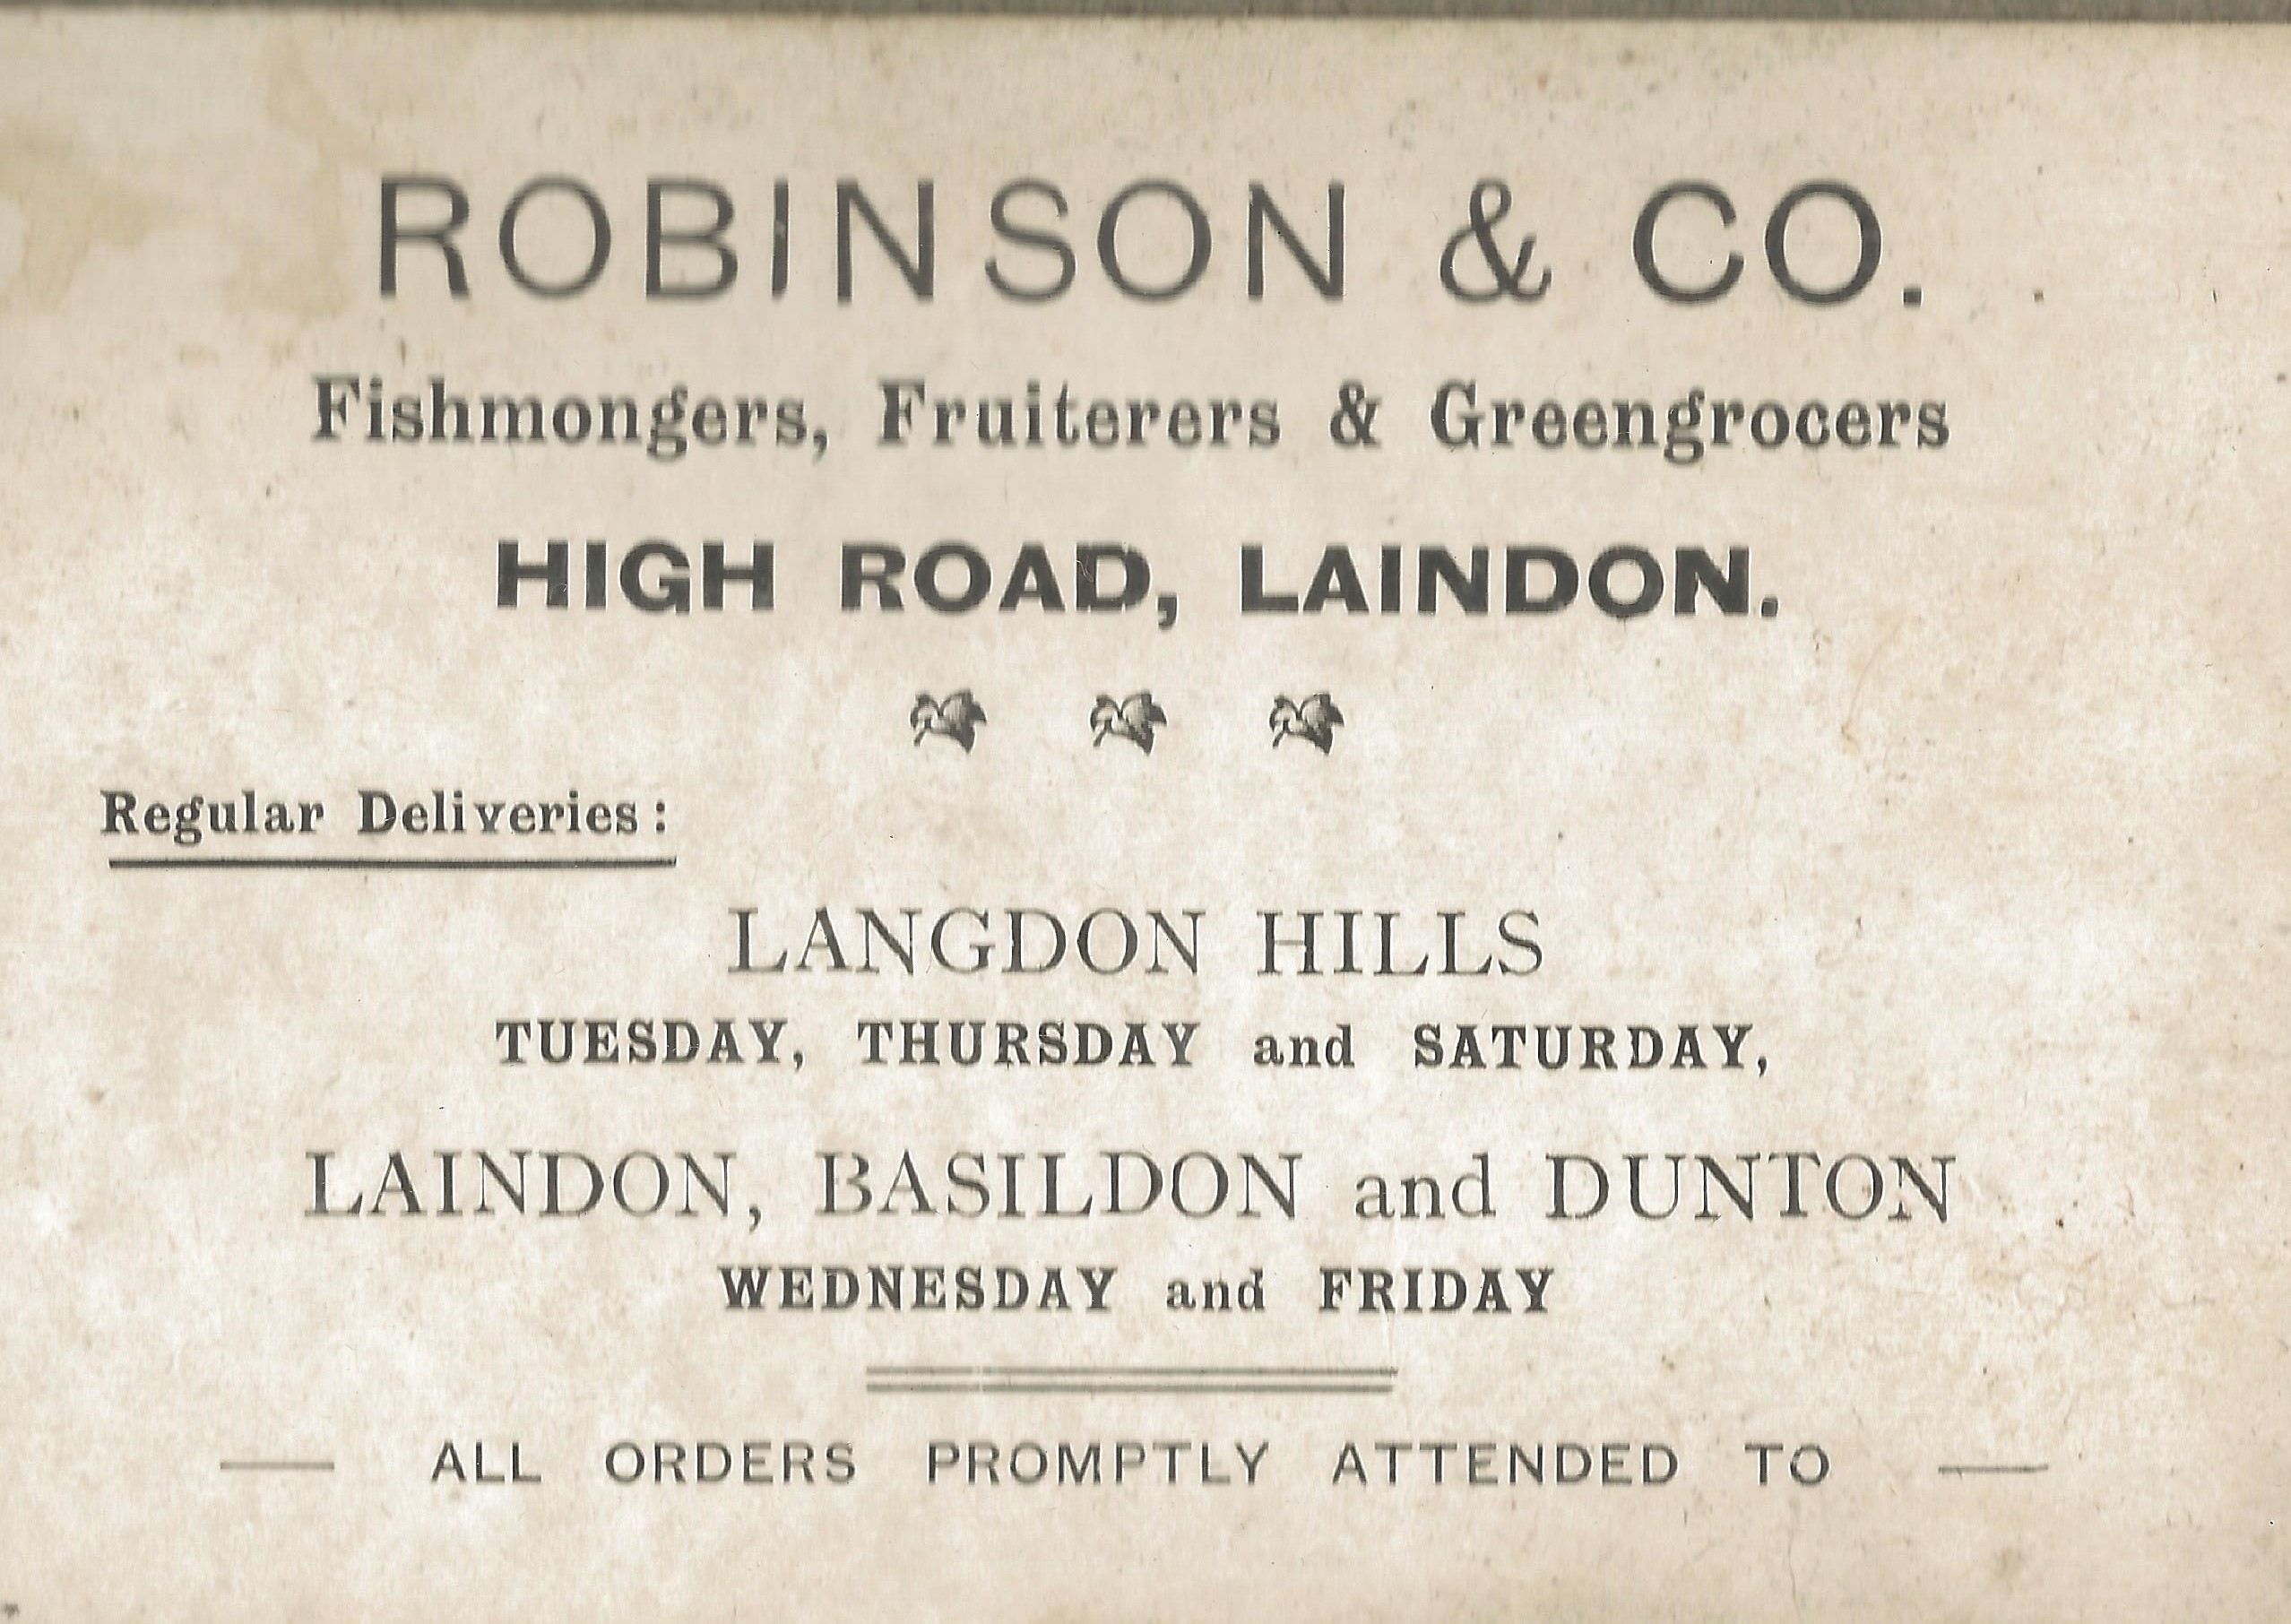 ROBINSON & CO.
Fishmongers, Fruiterers & Greengrocers
HIGH ROAD, LAINDON.
Regular Deliveries:
LANGDON HILLS
TUESDAY, THURSDAY and SATURDAY,
LAINDON, BASILDON and DUNTON
WEDNESDAY and FRIDAY
— ALL ORDERS PROMPTLY ATTENDED TO —